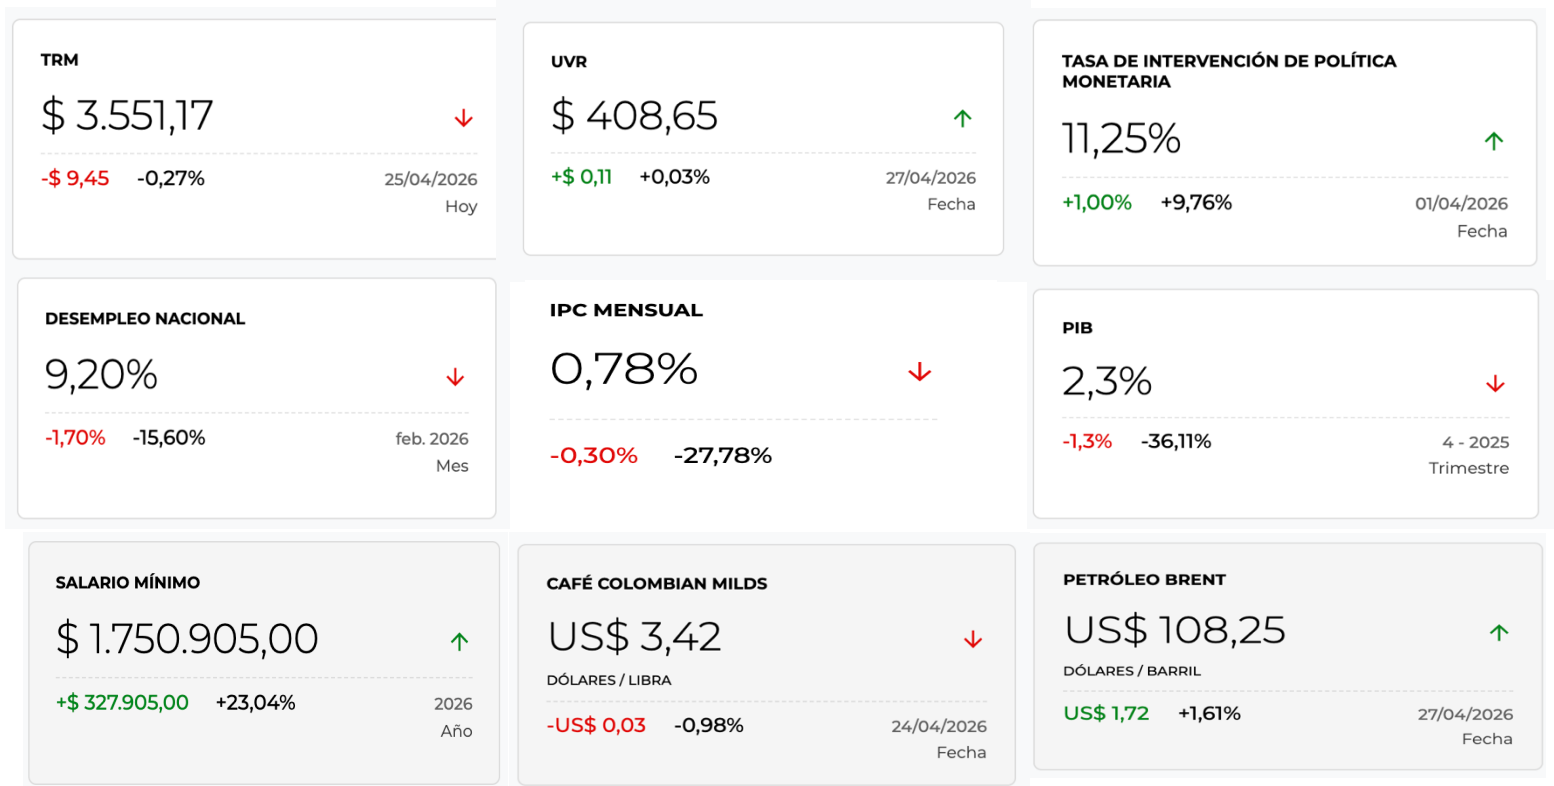 TRM
$ 3.551,17
-$ 9,45 -0,27%
25/04/2026
Hoy
UVR
$ 408,65
+$ 0,11 +0,03%
27/04/2026
Fecha
TASA DE INTERVENCIÓN DE POLÍTICA
MONETARIA
11,25%
+1,00% +9,76%
01/04/2026
Fecha
DESEMPLEO NACIONAL
9,20%
-1,70% -15,60%
feb. 2026
Mes
IPC MENSUAL
0,78%
-0,30% -27,78%
PIB
2,3%
-1,3% -36,11%
4 - 2025
Trimestre
SALARIO MÍNIMO
$ 1.750.905,00
+$ 327.905,00 +23,04%
2026
Año
CAFÉ COLOMBIAN MILDS
US$ 3,42
DÓLARES / LIBRA
-US$ 0,03 -0,98%
24/04/2026
Fecha
PETRÓLEO BRENT
US$ 108,25
DÓLARES / BARRIL
US$ 1,72 +1,61%
27/04/2026
Fecha